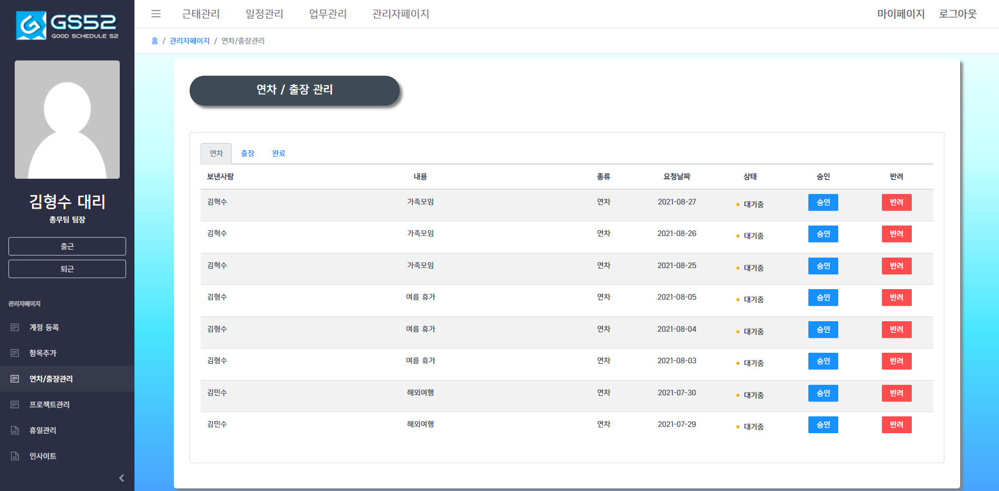 GS52
GOOD SCHEDULE 52
근태관리 일정관리 업무관리 관리자페이지 마이페이지 로그아웃
홈 / 관리자페이지 / 연차/출장관리
김형수 대리
총무팀 팀장
출근
퇴근
관리자페이지
계정 등록
항목추가
연차/출장관리
프로젝트관리
휴일관리
인사이트
연차 / 출장 관리
연차 출장 완료
보낸사람 내용 종류 요청날짜 상태 승인 반려
김혁수 가족모임 연차 2021-08-27 대기중 승인 반려
김혁수 가족모임 연차 2021-08-26 대기중 승인 반려
김혁수 가족모임 연차 2021-08-25 대기중 승인 반려
김형수 여름 휴가 연차 2021-08-05 대기중 승인 반려
김형수 여름 휴가 연차 2021-08-04 대기중 승인 반려
김형수 여름 휴가 연차 2021-08-03 대기중 승인 반려
김민수 해외여행 연차 2021-07-30 대기중 승인 반려
김민수 해외여행 연차 2021-07-29 대기중 승인 반려